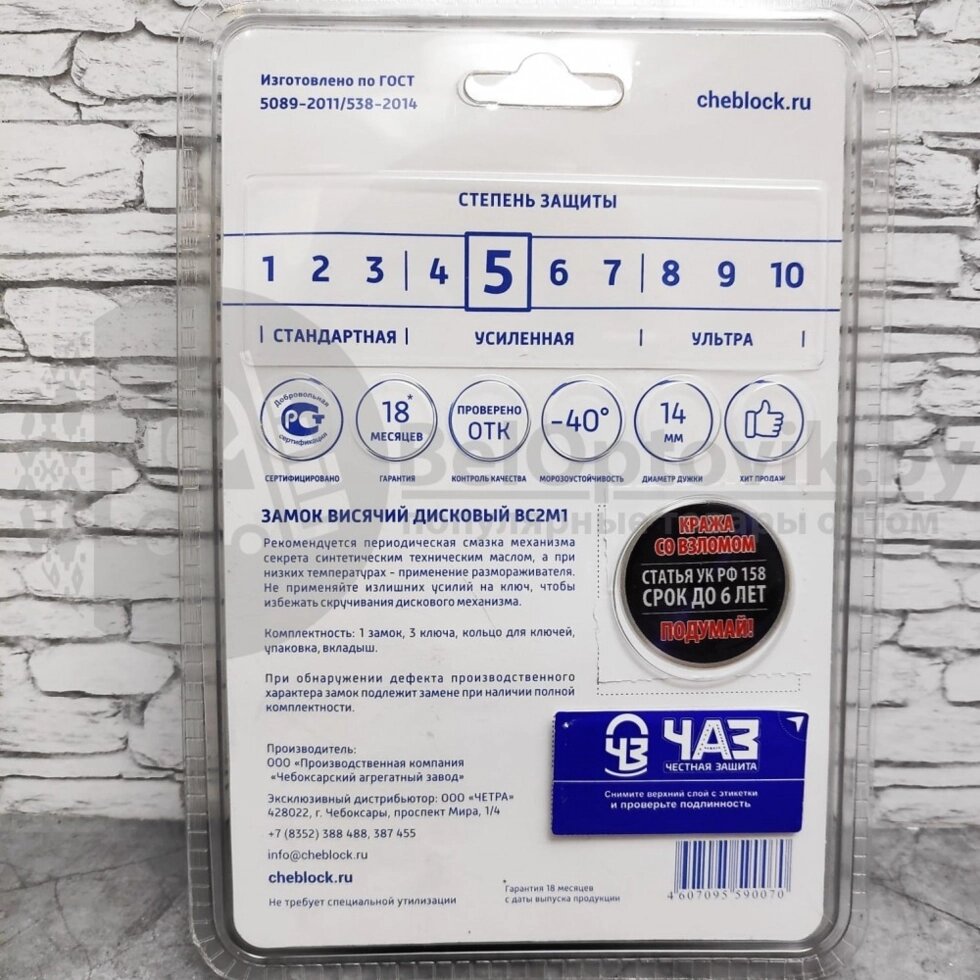 Изготовлено по ГОСТ
5089-2011/538-2014
cheblock.ru
СТЕПЕНЬ ЗАЩИТЫ
1 2 3 | 4 5 6 7 | 8 9 10
| СТАНДАРТНАЯ | УСИЛЕННАЯ | УЛЬТРА |
Добровольная
РСТ
сертификация
СЕРТИФИЦИРОВАНО
18*
МЕСЯЦЕВ
ГАРАНТИЯ
ПРОВЕРЕНО
ОТК
КОНТРОЛЬ КАЧЕСТВА
-40°
МОРОЗОУСТОЙЧИВОСТЬ
14
ММ
ДИАМЕТР ДУЖКИ
ХИТ ПРОДАЖ
BelOptovik.by
популярные товары оптом
ЗАМОК ВИСЯЧИЙ ДИСКОВЫЙ ВС2М1
Рекомендуется периодическая смазка механизма
секрета синтетическим техническим маслом, а при
низких температурах - применение размораживателя.
Не применяйте излишних усилий на ключ, чтобы
избежать скручивания дискового механизма.
Комплектность: 1 замок, 3 ключа, кольцо для ключей,
упаковка, вкладыш.
При обнаружении дефекта производственного
характера замок подлежит замене при наличии полной
комплектности.
КРАЖА
СО ВЗЛОМОМ
СТАТЬЯ УК РФ 158
СРОК ДО 6 ЛЕТ
ПОДУМАЙ!
ЧАЗ
ЧЕСТНАЯ ЗАЩИТА
Снимите верхний слой с этикетки
и проверьте подлинность
Производитель:
ООО «Производственная компания
«Чебоксарский агрегатный завод»
Эксклюзивный дистрибьютор: ООО «ЧЕТРА»
428022, г. Чебоксары, проспект Мира, 1/4
+7 (8352) 388 488, 387 455
info@cheblock.ru
cheblock.ru
Не требует специальной утилизации
* Гарантия 18 месяцев
с даты выпуска продукции
4 607095 590070